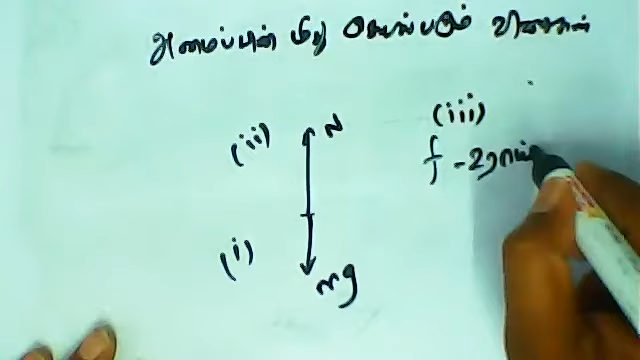 அமைப்பின் மீது செயல்படும் விசைகள்
(iii)
(ii) N
f - உராய்
(i) mg